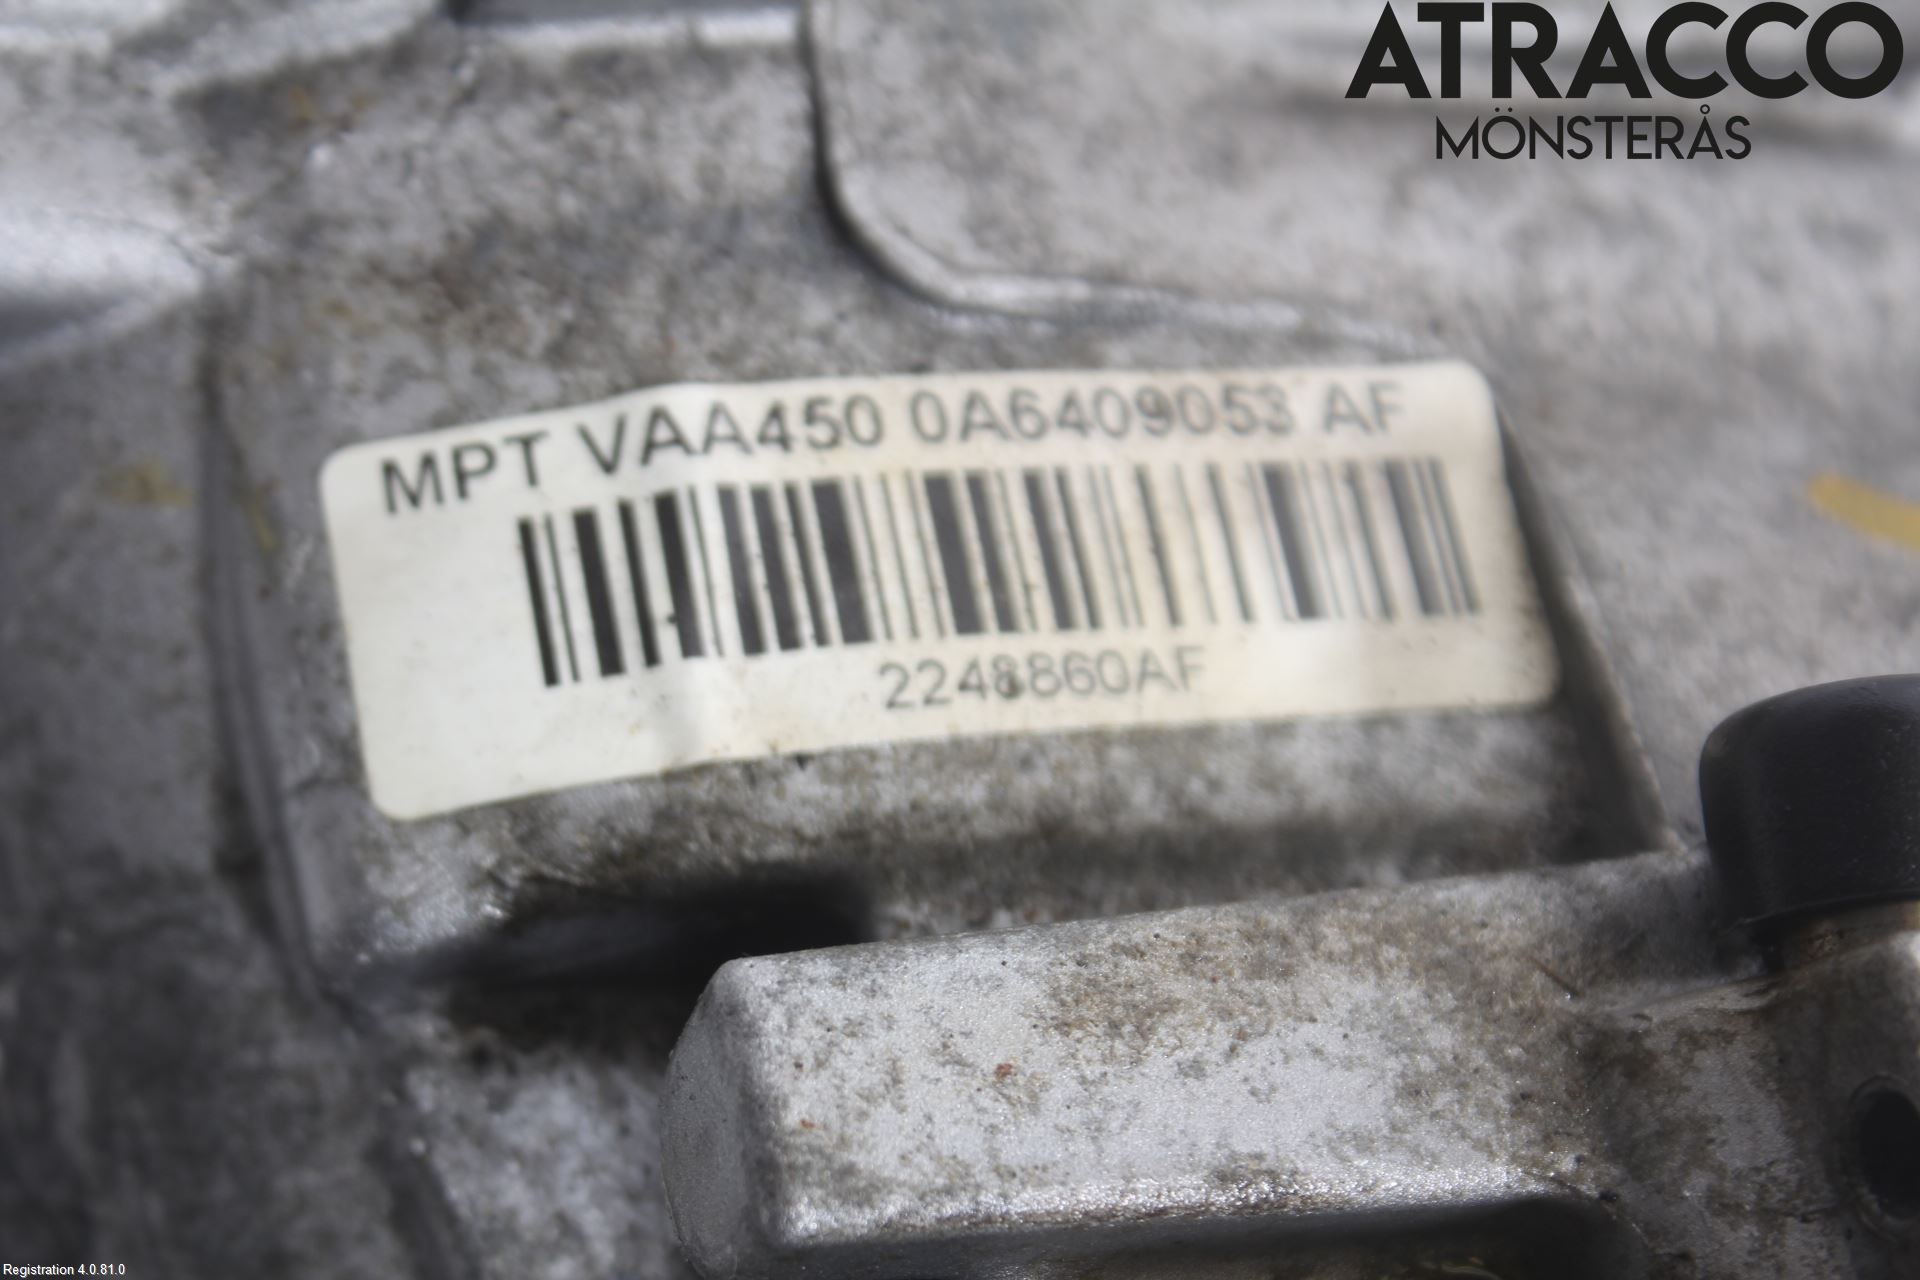 ATRACCO
MÖNSTERÅS
MPT VAA450 0A6409053 AF
2248860AF
Registration 4.0.81.0